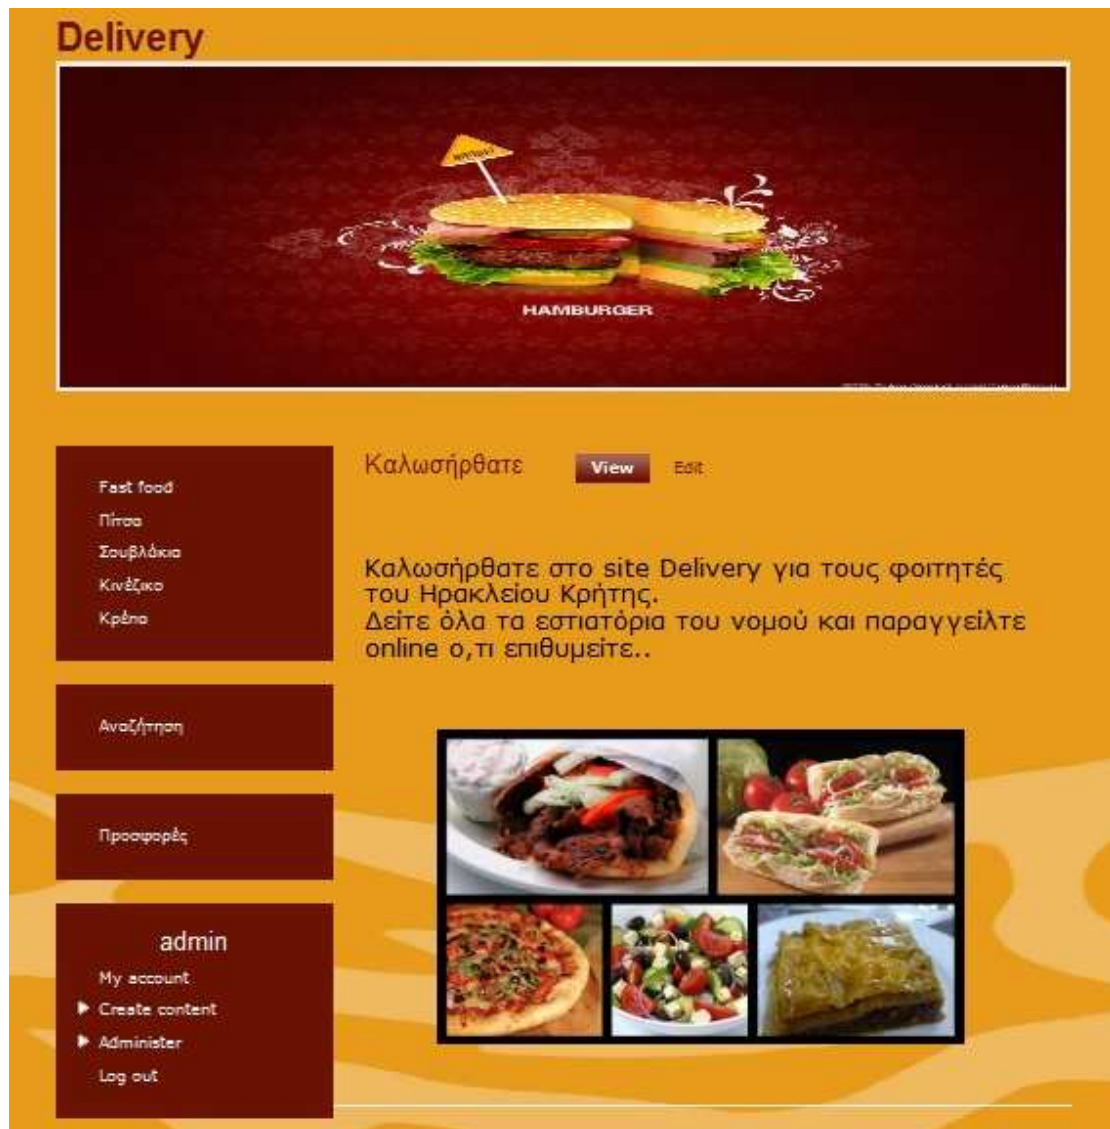 Delivery
HAMBURGER
Fast food
Πίτσα
Σουβλάκια
Κινέζικο
Κρέπα
Αναζήτηση
Προσφορές
admin
My account
Create content
Administer
Log out
Καλωσήρθατε
View
Edit
Καλωσήρθατε στο site Delivery για τους φοιτητές
του Ηρακλείου Κρήτης.
Δείτε όλα τα εστιατόρια του νομού και παραγγείλτε
online ο,τι επιθυμείτε..